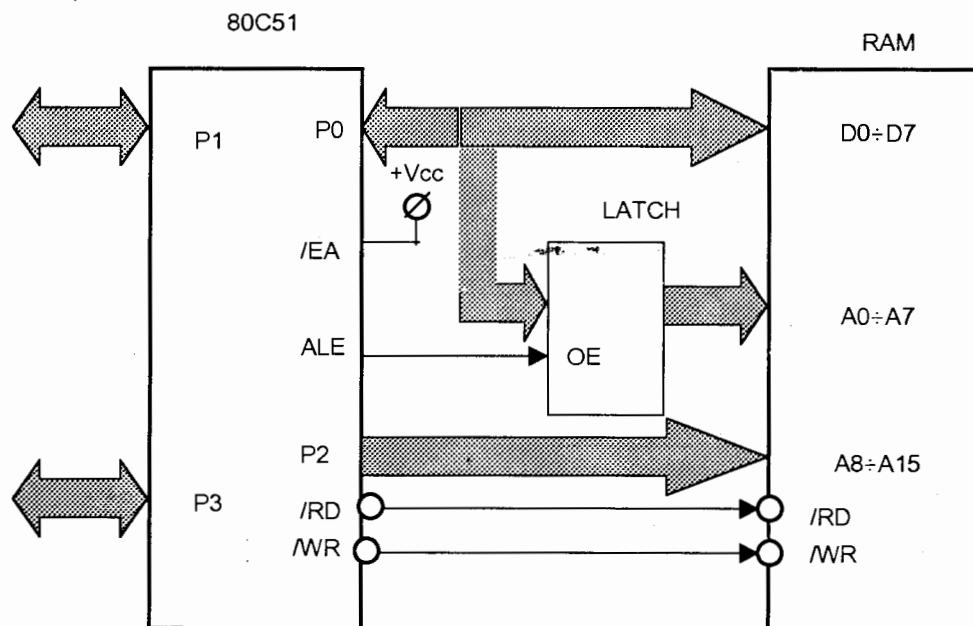 80C51
RAM
P1
P0
D0÷D7
+Vcc
LATCH
/EA
A0÷A7
ALE
OE
P2
A8÷A15
P3
/RD
/RD
/WR
/WR